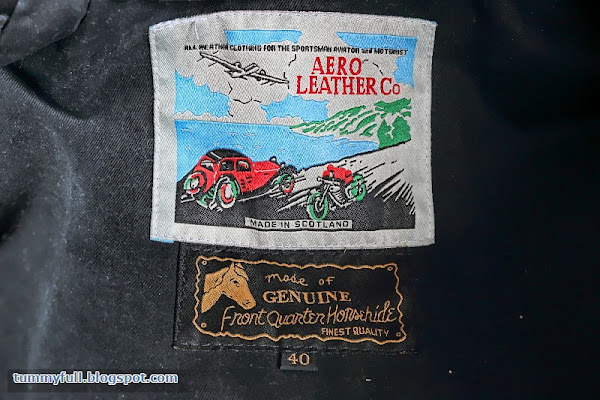 ALL WEATHER CLOTHING FOR THE SPORTSMAN AVIATOR and MOTORIST
AERO
LEATHER Co
MADE IN SCOTLAND
made of
GENUINE
Front Quarter Horsehide
FINEST QUALITY
40
tummyfull.blogspot.com